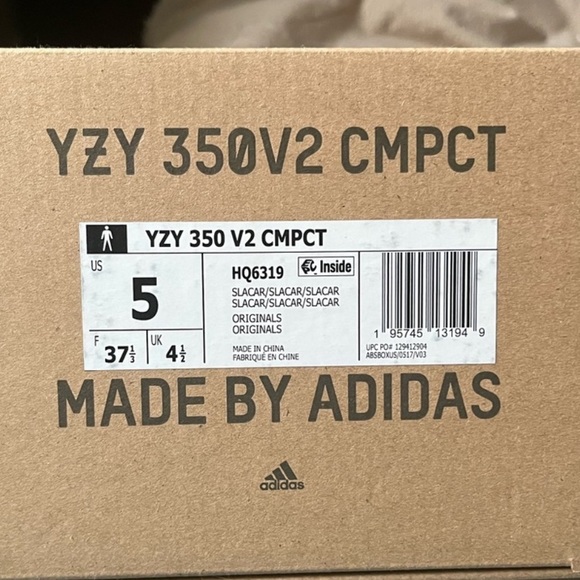 YZY 350V2 CMPCT
YZY 350 V2 CMPCT
US
5
F
37⅓
UK
4½
HQ6319
Inside
SLACAR/SLACAR/SLACAR
SLACAR/SLACAR/SLACAR
ORIGINALS
ORIGINALS
MADE IN CHINA
FABRIQUÉ EN CHINE
1 95745 13194 9
UPC PO# 129412904
ABSBOXUS/0517/V03
MADE BY ADIDAS
adidas